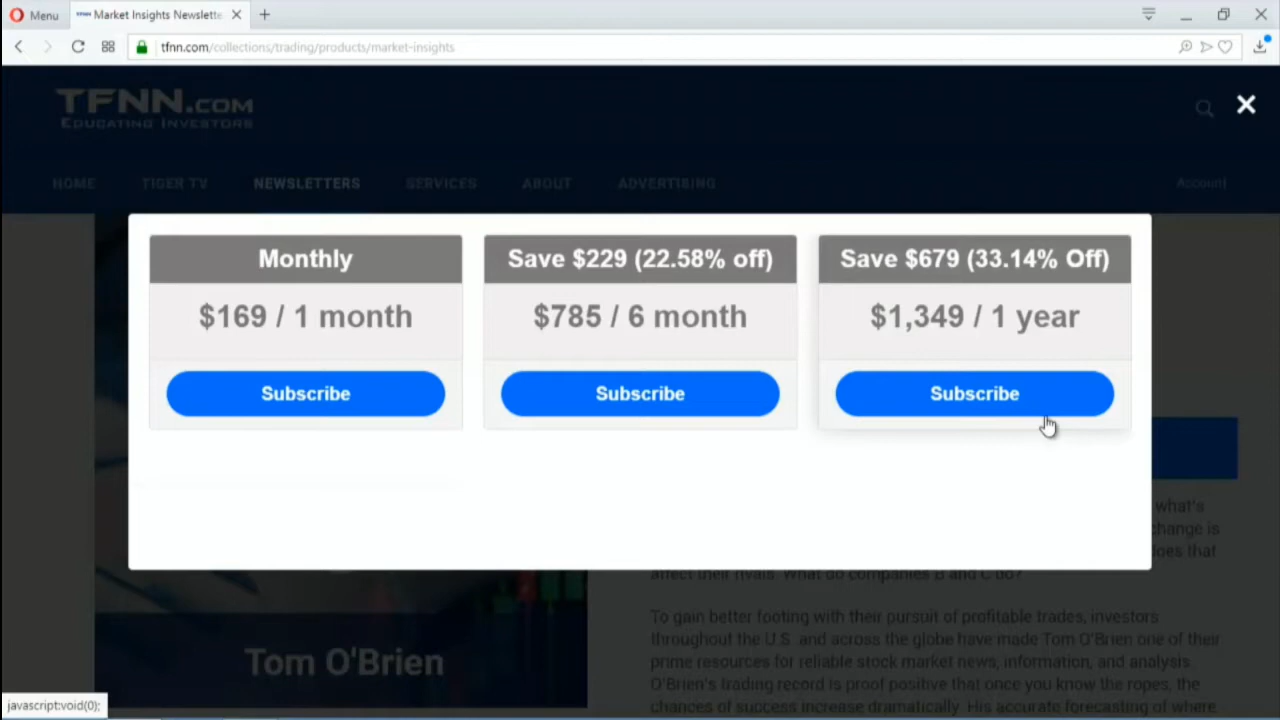 Menu
TFNN Market Insights Newslette
tfnn.com/collections/trading/products/market-insights
TFNN.COM
EDUCATING INVESTORS
HOME TIGER TV NEWSLETTERS SERVICES ABOUT ADVERTISING Account
Monthly
$169 / 1 month
Subscribe
Save $229 (22.58% off)
$785 / 6 month
Subscribe
Save $679 (33.14% Off)
$1,349 / 1 year
Subscribe
what's
change is
does that
affect their rivals. What do companies B and C do?
To gain better footing with their pursuit of profitable trades, investors
throughout the U.S. and across the globe have made Tom O'Brien one of their
prime resources for reliable stock market news, information, and analysis.
O'Brien's trading record is proof positive that once you know the ropes, the
chances of success increase dramatically. His accurate forecasting of where
Tom O'Brien
javascript:void(0);